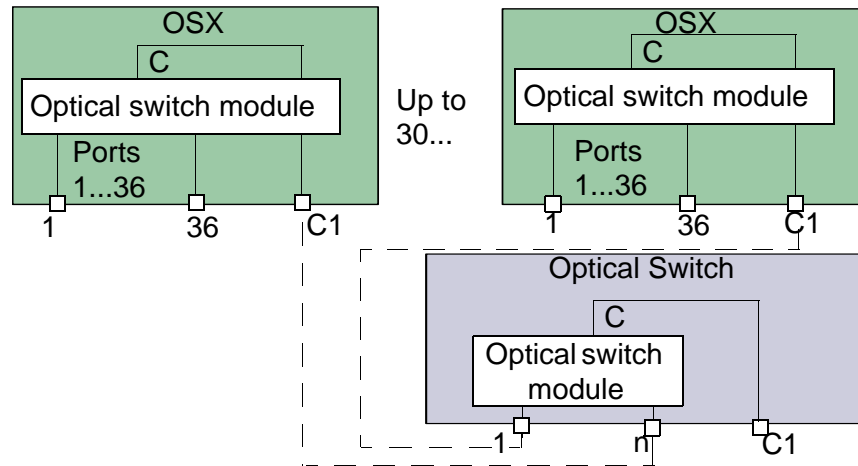 OSX
C
Optical switch module
Ports
1...36
1
36
C1
Up to
30...
OSX
C
Optical switch module
Ports
1...36
1
36
C1
Optical Switch
C
Optical switch
module
1
n
C1